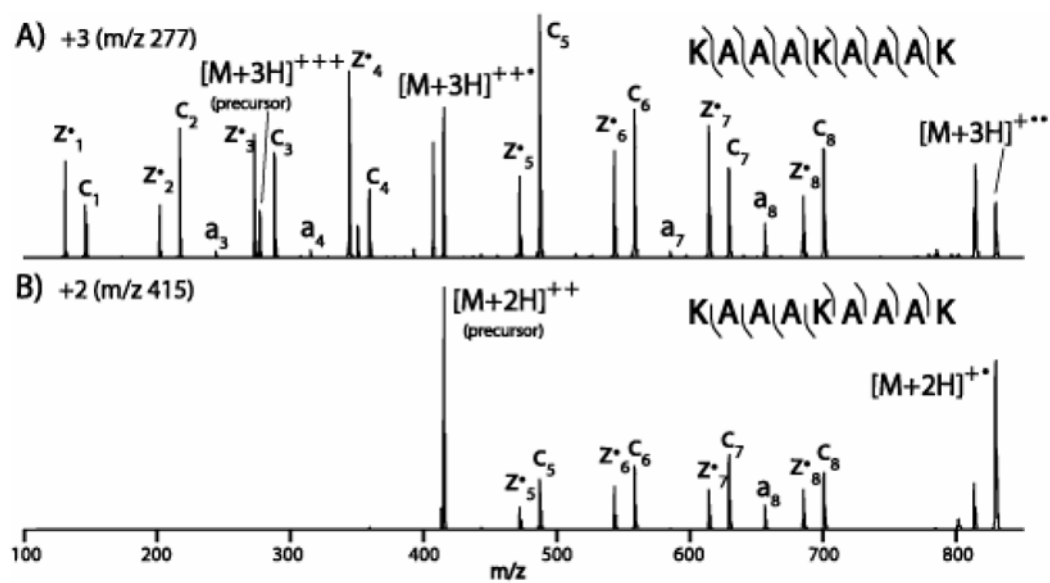 A) +3 (m/z 277)
KAAAKAAAK
[M+3H]⁺⁺⁺
(precursor)
[M+3H]⁺⁺•
[M+3H]⁺••
z•₁
c₁
z•₂
c₂
a₃
z•₃
c₃
a₄
z•₄
c₄
z•₅
c₅
z•₆
c₆
a₇
z•₇
c₇
a₈
z•₈
c₈
B) +2 (m/z 415)
[M+2H]⁺⁺
(precursor)
KAAAKAAAK
[M+2H]⁺•
z•₅
c₅
z•₆
c₆
z•₇
c₇
a₈
z•₈
c₈
100 200 300 400 500 600 700 800
m/z